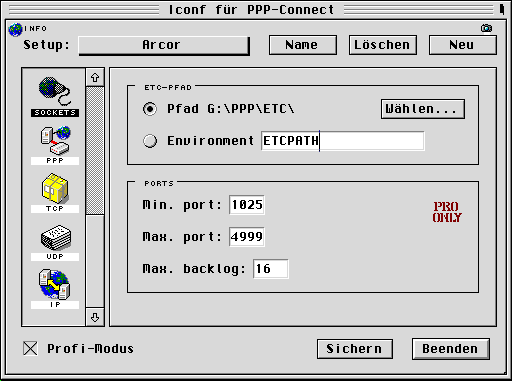 Iconf für PPP-Connect
INFO
Setup: Arcor Name Löschen Neu
SOCKETS
PPP
TCP
UDP
IP
ETC-PFAD
Pfad G:\PPP\ETC\ Wählen...
Environment ETCPATH
PORTS
Min. port: 1025
Max. port: 4999
Max. backlog: 16
PRO
ONLY
Profi-Modus Sichern Beenden